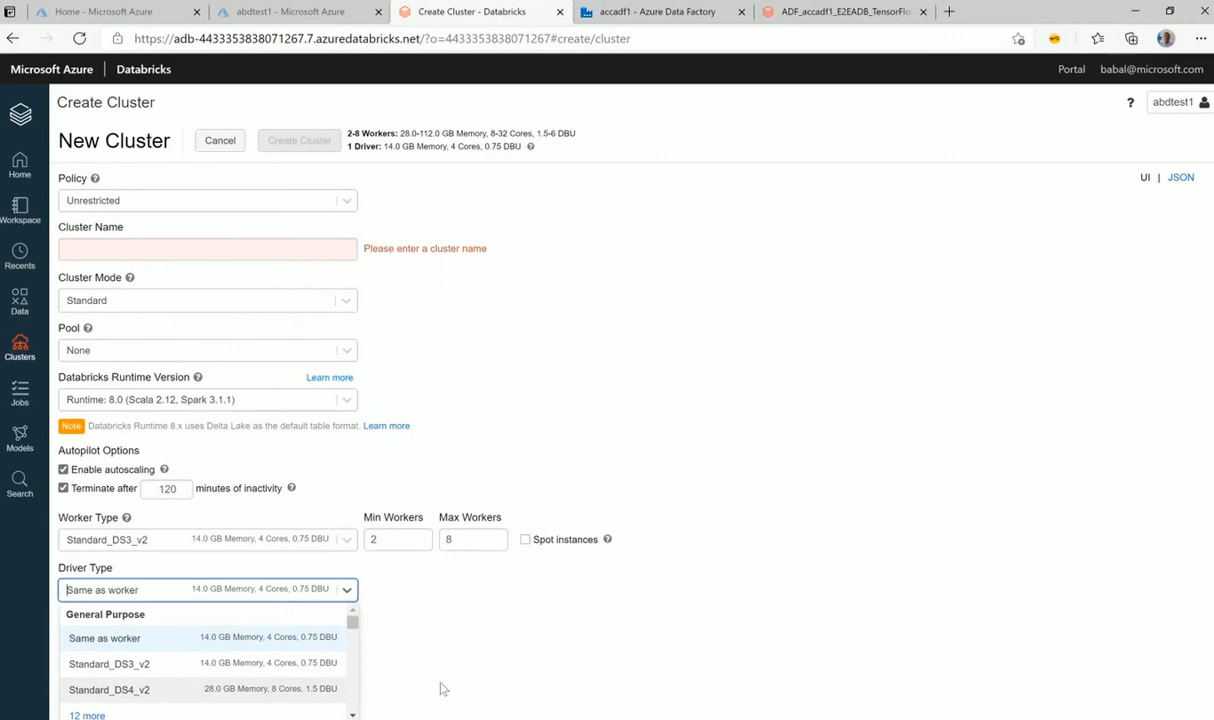 Home - Microsoft Azure
abdtest1 - Microsoft Azure
Create Cluster - Databricks
accadf1 - Azure Data Factory
ADF_accadf1_E2EADB_TensorFlo
https://adb-4433353838071267.7.azuredatabricks.net/?o=4433353838071267#create/cluster
Microsoft Azure Databricks Portal babal@microsoft.com
Create Cluster ? abdtest1
New Cluster Cancel Create Cluster
2-8 Workers: 28.0-112.0 GB Memory, 8-32 Cores, 1.5-6 DBU
1 Driver: 14.0 GB Memory, 4 Cores, 0.75 DBU ?
Home
Workspace
Recents
Data
Clusters
Jobs
Models
Search
UI | JSON
Policy ?
Unrestricted
Cluster Name
Please enter a cluster name
Cluster Mode ?
Standard
Pool ?
None
Databricks Runtime Version ? Learn more
Runtime: 8.0 (Scala 2.12, Spark 3.1.1)
Note Databricks Runtime 8.x uses Delta Lake as the default table format. Learn more
Autopilot Options
Enable autoscaling ?
Terminate after 120 minutes of inactivity ?
Worker Type ? Min Workers Max Workers
Standard_DS3_v2 14.0 GB Memory, 4 Cores, 0.75 DBU 2 8 Spot instances ?
Driver Type
Same as worker 14.0 GB Memory, 4 Cores, 0.75 DBU
General Purpose
Same as worker 14.0 GB Memory, 4 Cores, 0.75 DBU
Standard_DS3_v2 14.0 GB Memory, 4 Cores, 0.75 DBU
Standard_DS4_v2 28.0 GB Memory, 8 Cores, 1.5 DBU
12 more